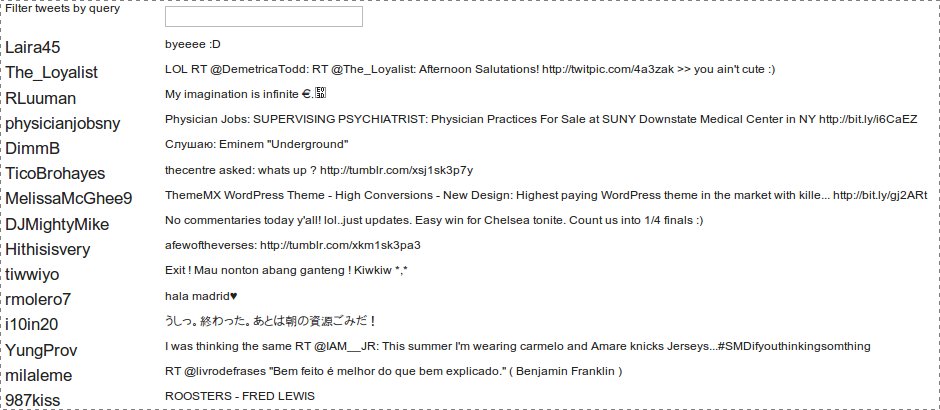 Filter tweets by query
Laira45 byeeee :D
The_Loyalist LOL RT @DemetricaTodd: RT @The_Loyalist: Afternoon Salutations! http://twitpic.com/4a3zak >> you ain't cute :)
RLuuman My imagination is infinite €.
physicianjobsny Physician Jobs: SUPERVISING PSYCHIATRIST: Physician Practices For Sale at SUNY Downstate Medical Center in NY http://bit.ly/i6CaEZ
DimmB Слушаю: Eminem "Underground"
TicoBrohayes thecentre asked: whats up ? http://tumblr.com/xsj1sk3p7y
MelissaMcGhee9 ThemeMX WordPress Theme - High Conversions - New Design: Highest paying WordPress theme in the market with kille... http://bit.ly/gj2ARt
DJMightyMike No commentaries today y'all! lol..just updates. Easy win for Chelsea tonite. Count us into 1/4 finals :)
Hithisisvery afewoftheverses: http://tumblr.com/xkm1sk3pa3
tiwwiyo Exit ! Mau nonton abang ganteng ! Kiwkiw *,*
rmolero7 hala madrid♥
i10in20 うしっ。終わった。あとは朝の資源ごみだ！
YungProv I was thinking the same RT @IAM__JR: This summer I'm wearing carmelo and Amare knicks Jerseys...#SMDifyouthinkingsomthing
milaleme RT @livrodefrases "Bem feito é melhor do que bem explicado." ( Benjamin Franklin )
987kiss ROOSTERS - FRED LEWIS